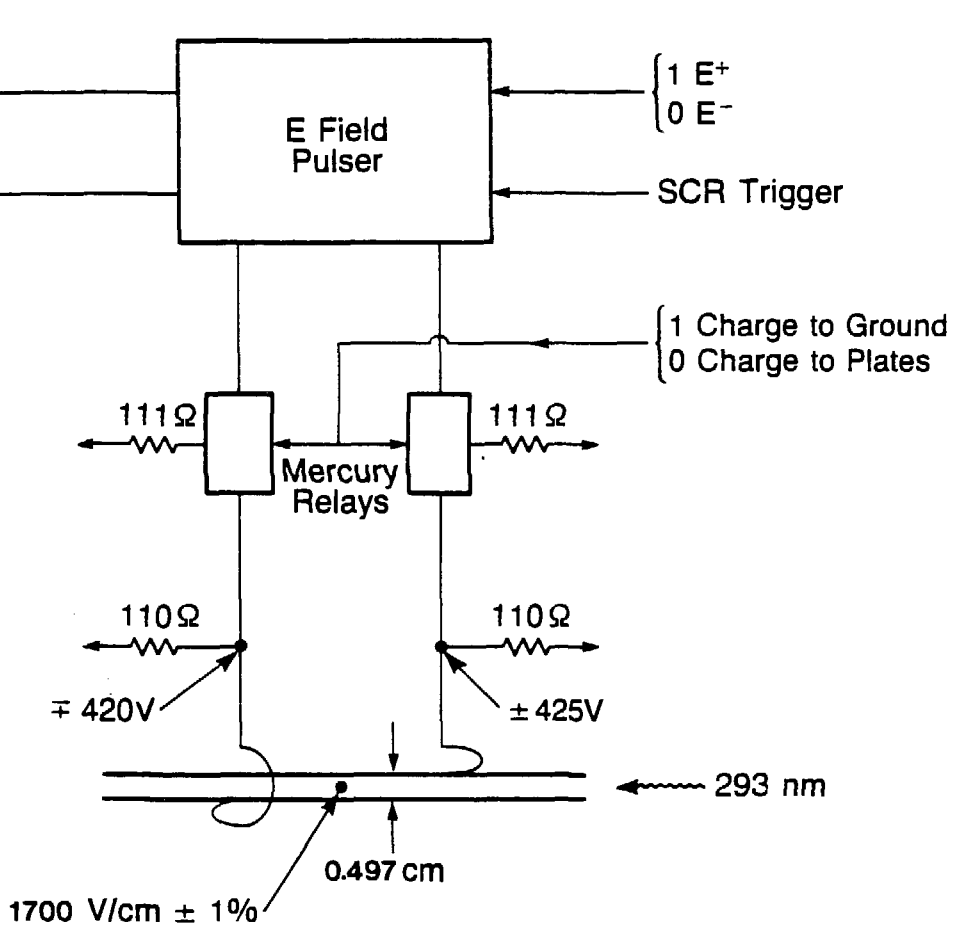 1 E+
0 E−
E Field
Pulser
SCR Trigger
1 Charge to Ground
0 Charge to Plates
111Ω
111Ω
Mercury
Relays
110Ω
110Ω
∓ 420V
± 425V
293 nm
0.497 cm
1700 V/cm ± 1%